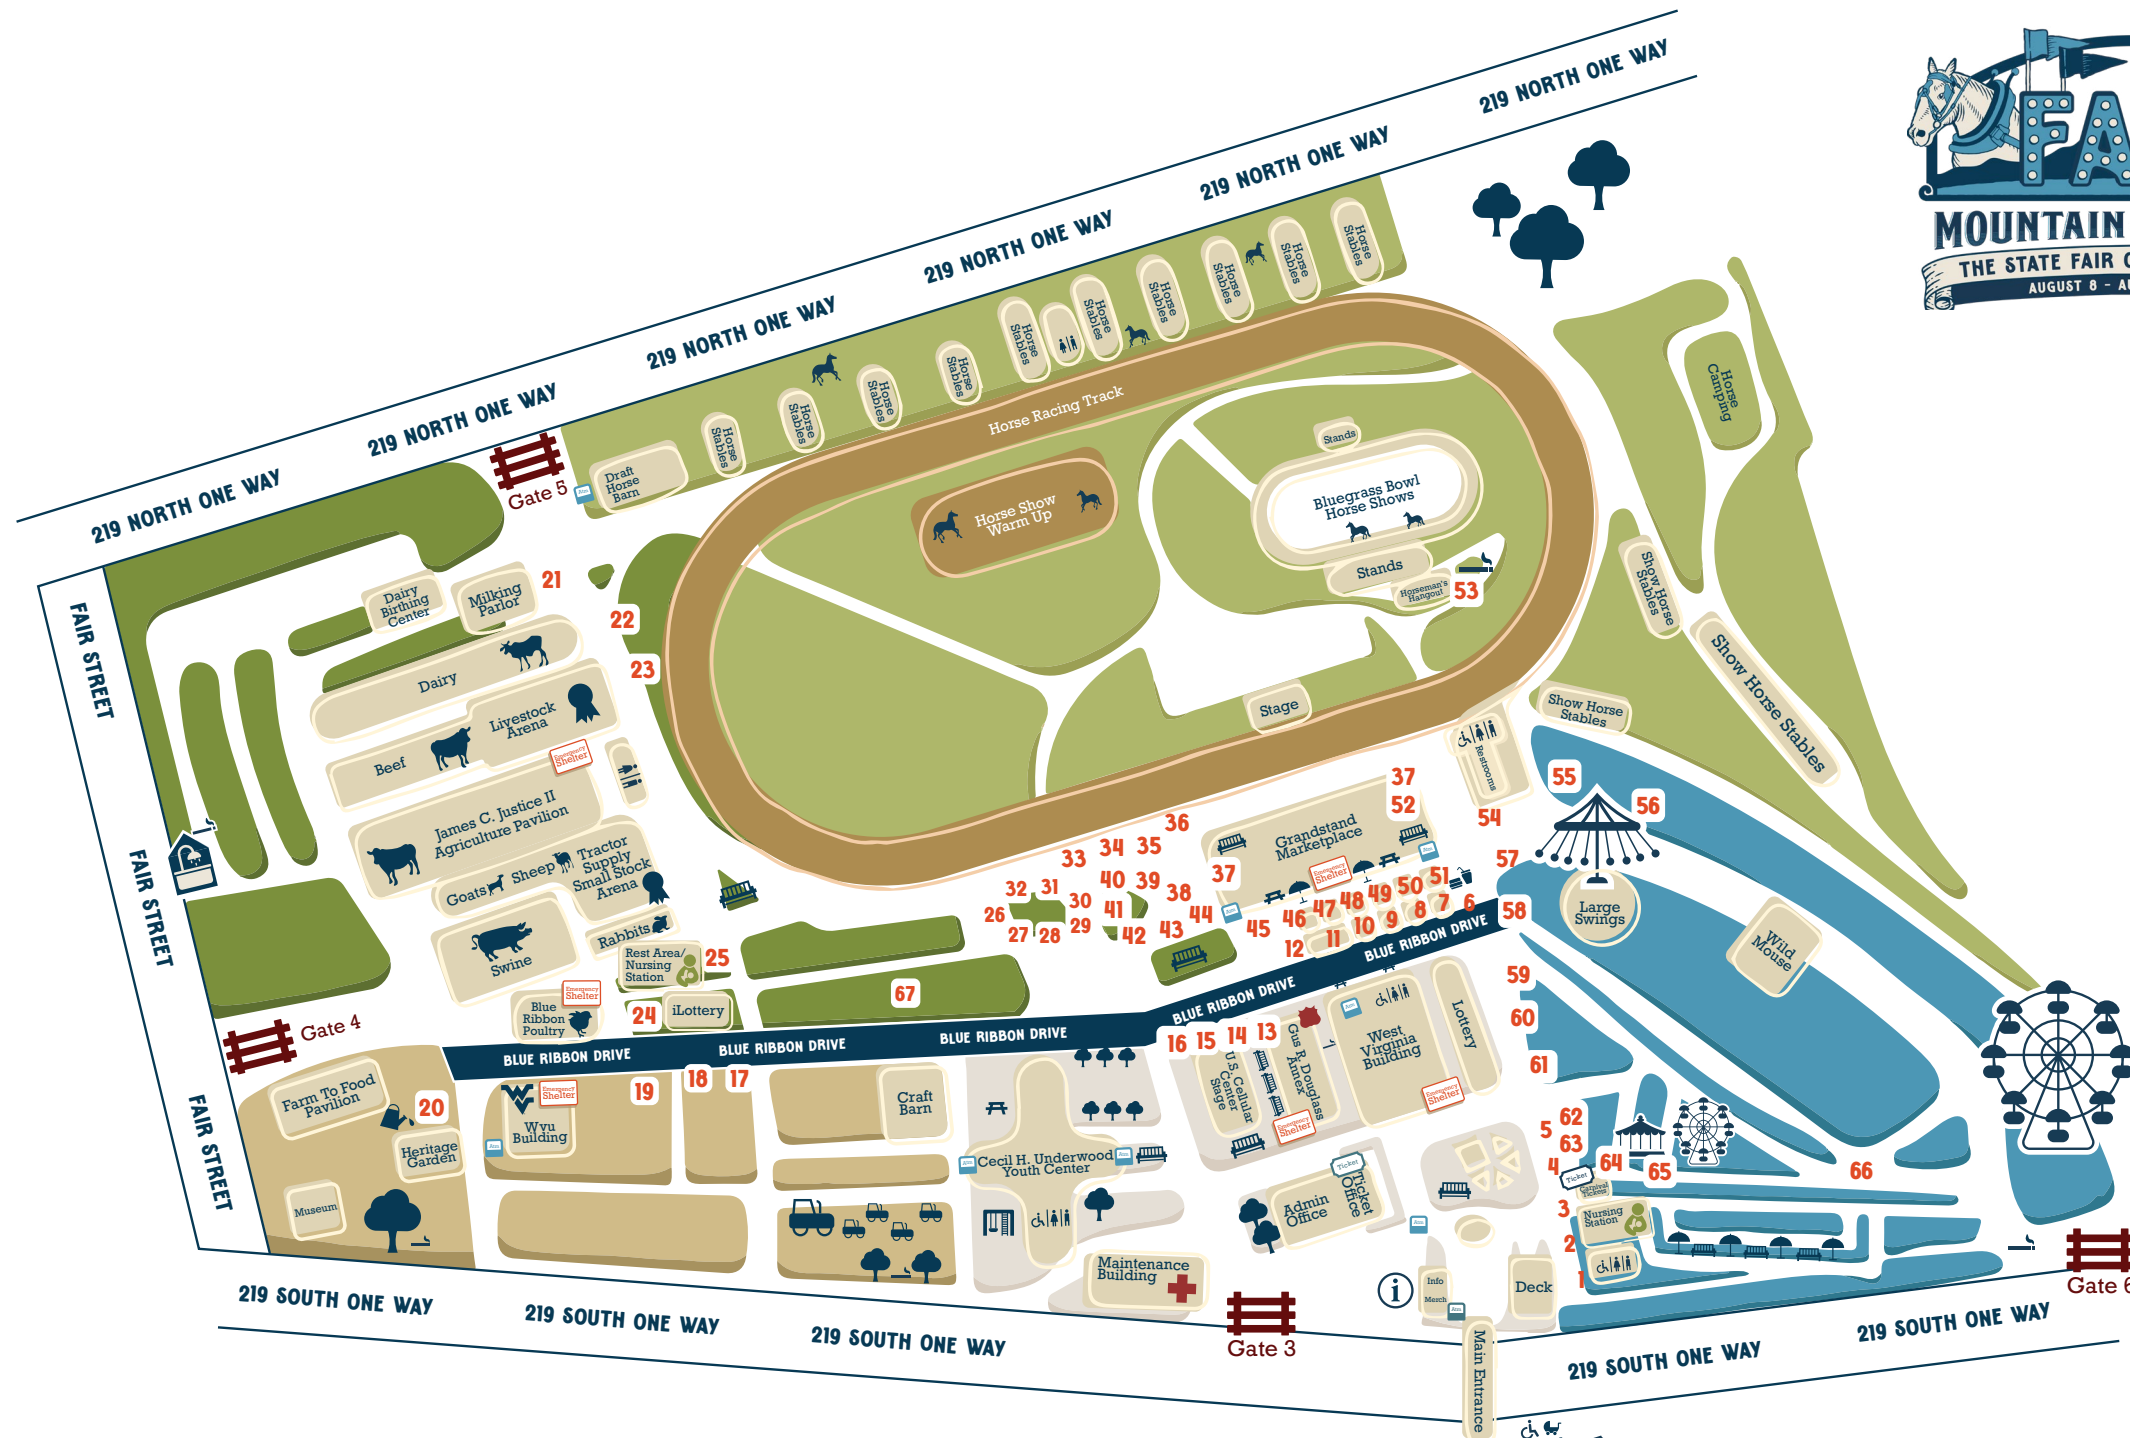 219 NORTH ONE WAY
219 NORTH ONE WAY
219 NORTH ONE WAY
219 NORTH ONE WAY
219 NORTH ONE WAY
219 NORTH ONE WAY
FA
MOUNTAIN
THE STATE FAIR
AUGUST 8 -
Horse
Stables
Horse
Stables
Horse
Stables
Horse
Stables
Horse
Stables
Horse
Stables
Horse
Stables
Horse
Stables
Horse
Stables
Horse
Stables
Draft
Horse
Barn
Gate 5
Atm
Horse Racing Track
Horse Show
Warm Up
Stands
Bluegrass Bowl
Horse Shows
Stands
Horseman's
Hangout
53
Horse
Camping
Show Horse
Stables
Show Horse Stables
Show Horse
Stables
Stage
Restrooms
FAIR STREET
FAIR STREET
FAIR STREET
Dairy
Birthing
Center
Milking
Parlor
21
22
23
Dairy
Livestock
Arena
Beef
Emergency
Shelter
James C. Justice II
Agriculture Pavilion
Goats
Sheep
Tractor
Supply
Small Stock
Arena
Rabbits
Swine
Rest Area/
Nursing
Station
25
Emergency
Shelter
Blue
Ribbon
Poultry
24
iLottery
67
37
52
54
55
56
57
58
Grandstand
Marketplace
Emergency
Shelter
Atm
Atm
36
35
34
33
37
40
39
38
32
31
30
41
44
26
27
28
29
42
43
45
46
47
48
49
50
51
12
11
10
9
8
7
6
Large
Swings
Wild
Mouse
BLUE RIBBON DRIVE
BLUE RIBBON DRIVE
BLUE RIBBON DRIVE
BLUE RIBBON DRIVE
BLUE RIBBON DRIVE
Gate 4
Farm To Food
Pavilion
20
Heritage
Garden
Museum
Emergency
Shelter
Wvu
Building
Atm
19
18
17
Craft
Barn
Cecil H. Underwood
Youth Center
Atm
Atm
16
15
14
13
U.S. Cellular
Center
Stage
Gus R. Douglass
Annex
Emergency
Shelter
Atm
West
Virginia
Building
Lottery
Emergency
Shelter
59
60
61
62
5
63
4
64
65
66
Ticket
Carnival
Tickets
3
Nursing
Station
2
1
Ticket
Admin
Office
Ticket
Office
Atm
Maintenance
Building
Info
Merch
Atm
Deck
Gate 3
Gate 6
Main Entrance
219 SOUTH ONE WAY
219 SOUTH ONE WAY
219 SOUTH ONE WAY
219 SOUTH ONE WAY
219 SOUTH ONE WAY